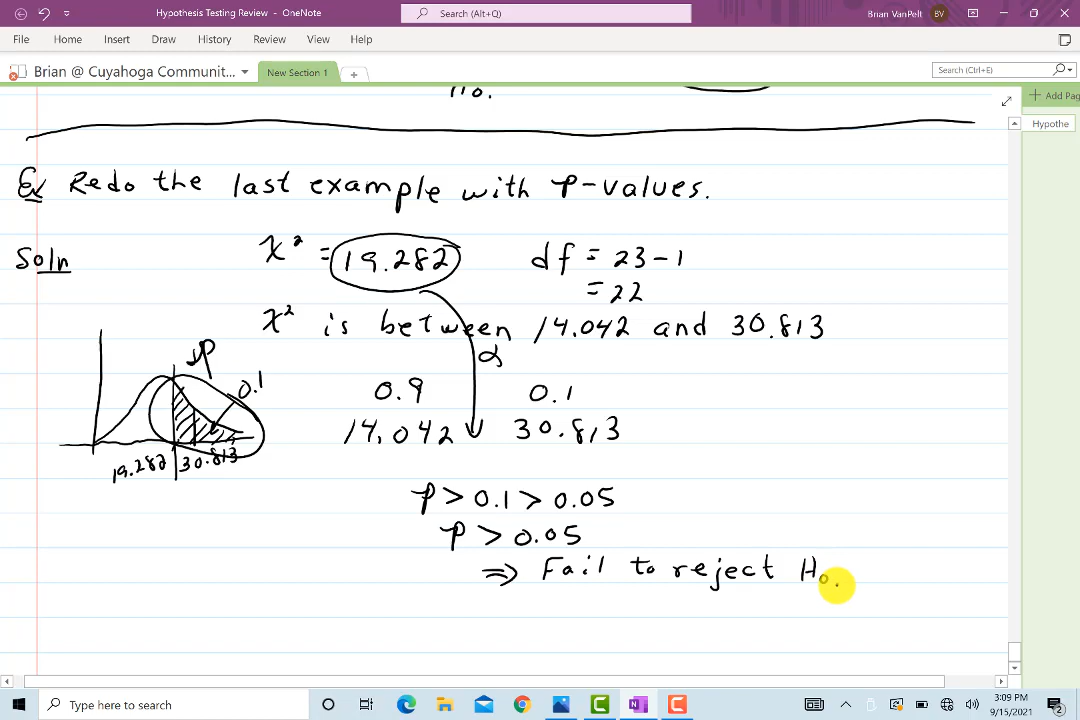 Hypothesis Testing Review - OneNote
Search (Alt+Q)
Brian VanPelt BV
File Home Insert Draw History Review View Help
Brian @ Cuyahoga Communit... New Section 1
Search (Ctrl+E)
Add Pag
Hypothe
Ho.
Ex Redo the last example with P-values.
Soln
χ² = 19.282 df = 23-1
= 22
χ² is between 14.042 and 30.813
α
P
0.1
0.9 0.1
14.042 30.813
19.282 30.813
P > 0.1 > 0.05
P > 0.05
⇒ Fail to reject H₀.
Type here to search
3:09 PM
9/15/2021
2